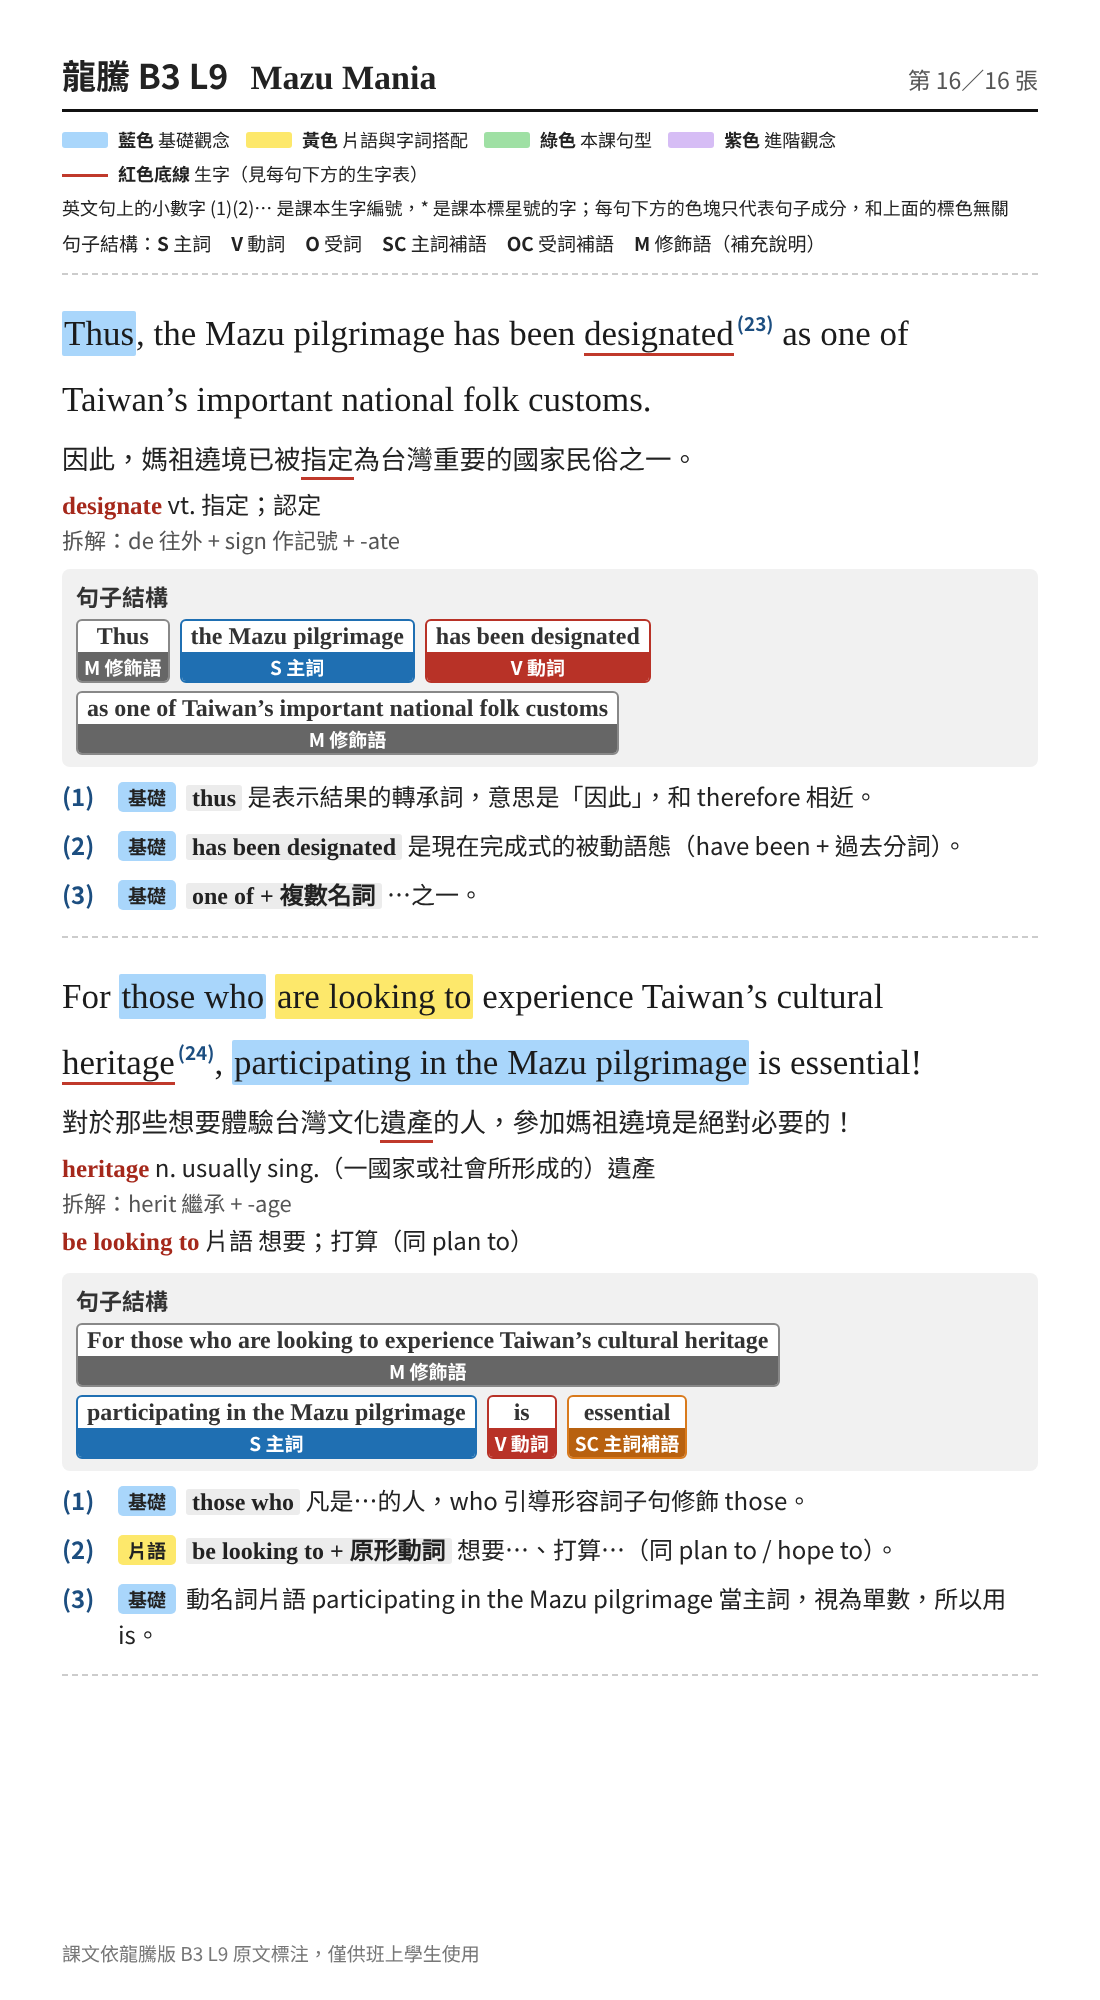 龍騰 B3 L9 Mazu Mania
第 16／16 張
藍色 基礎觀念 黃色 片語與字詞搭配 綠色 本課句型 紫色 進階觀念
紅色底線 生字（見每句下方的生字表）
英文句上的小數字 (1)(2)… 是課本生字編號，* 是課本標星號的字；每句下方的色塊只代表句子成分，和上面的標色無關
句子結構：S 主詞 V 動詞 O 受詞 SC 主詞補語 OC 受詞補語 M 修飾語（補充說明）
Thus, the Mazu pilgrimage has been designated(23) as one of
Taiwan’s important national folk customs.
因此，媽祖遶境已被指定為台灣重要的國家民俗之一。
designate vt. 指定；認定
拆解：de 往外 + sign 作記號 + -ate
句子結構
Thus the Mazu pilgrimage has been designated
M 修飾語 S 主詞 V 動詞
as one of Taiwan’s important national folk customs
M 修飾語
(1) 基礎 thus 是表示結果的轉承詞，意思是「因此」，和 therefore 相近。
(2) 基礎 has been designated 是現在完成式的被動語態（have been + 過去分詞）。
(3) 基礎 one of + 複數名詞 …之一。
For those who are looking to experience Taiwan’s cultural
heritage(24), participating in the Mazu pilgrimage is essential!
對於那些想要體驗台灣文化遺產的人，參加媽祖遶境是絕對必要的！
heritage n. usually sing.（一國家或社會所形成的）遺產
拆解：herit 繼承 + -age
be looking to 片語 想要；打算（同 plan to）
句子結構
For those who are looking to experience Taiwan’s cultural heritage
M 修飾語
participating in the Mazu pilgrimage is essential
S 主詞 V 動詞 SC 主詞補語
(1) 基礎 those who 凡是…的人，who 引導形容詞子句修飾 those。
(2) 片語 be looking to + 原形動詞 想要…、打算…（同 plan to / hope to）。
(3) 基礎 動名詞片語 participating in the Mazu pilgrimage 當主詞，視為單數，所以用
is。
課文依龍騰版 B3 L9 原文標注，僅供班上學生使用